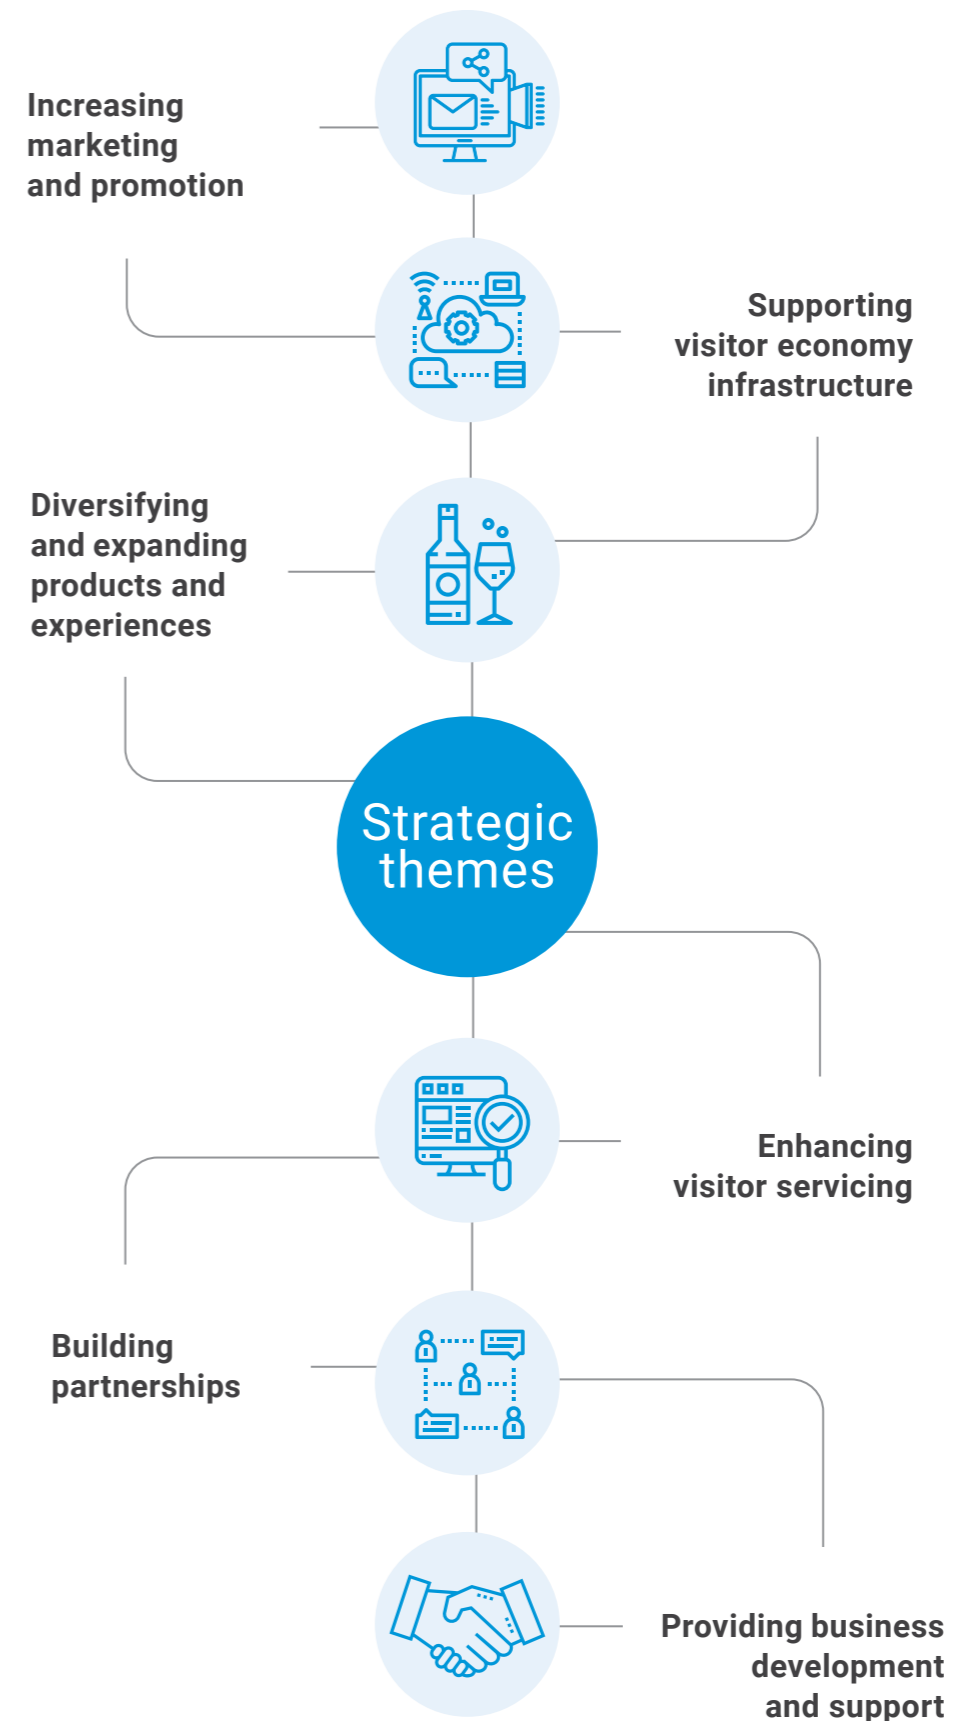 Increasing
marketing
and promotion
Supporting
visitor economy
infrastructure
Diversifying
and expanding
products and
experiences
Strategic
themes
Enhancing
visitor servicing
Building
partnerships
Providing business
development
and support